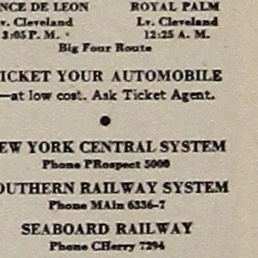 NCE DE LEON ROYAL PALM
v. Cleveland Lv. Cleveland
3:05 P. M. 12:25 A. M.
Big Four Route
ICKET YOUR AUTOMOBILE
—at low cost. Ask Ticket Agent.
EW YORK CENTRAL SYSTEM
Phone PRospect 5000
OUTHERN RAILWAY SYSTEM
Phone MAin 6336-7
SEABOARD RAILWAY
Phone CHerry 7294